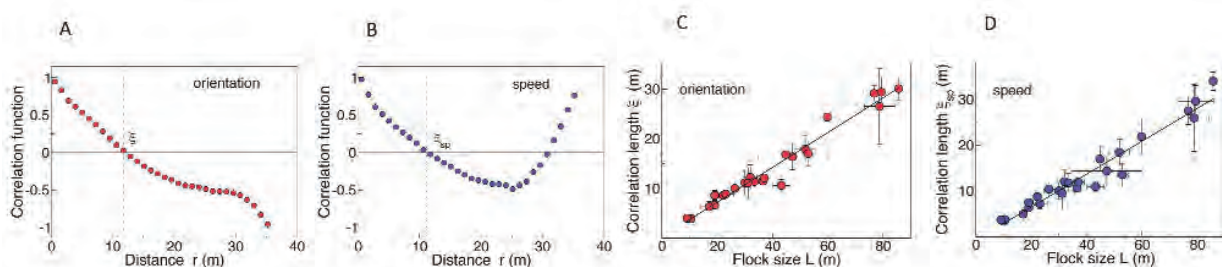 A
B
C
D
Correlation function
1
0.5
0
-0.5
-1
orientation
ξ
0
10
20
30
40
Distance r (m)
Correlation function
1
0.5
0
-0.5
-1
speed
ξsp
0
10
20
30
40
Distance r (m)
Correlation length ξ (m)
30
20
10
orientation
0
20
40
60
80
Flock size L (m)
Correlation length ξsp (m)
30
20
10
speed
0
20
40
60
80
Flock size L (m)